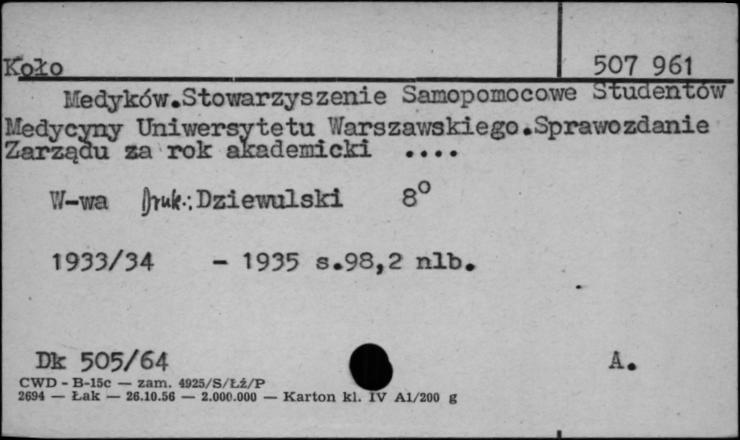 Koło 507 961
Medyków.Stowarzyszenie Samopomocowe Studentów
Medycyny Uniwersytetu Warszawskiego.Sprawozdanie
Zarządu za rok akademicki ....
W-wa Druk.:Dziewulski 8°
1933/34 - 1935 s.98,2 nlb.
Dk 505/64 A.
CWD - B-15c — zam. 4925/S/Łż/P
2694 — Łak — 26.10.56 — 2.000.000 — Karton kl. IV A1/200 g